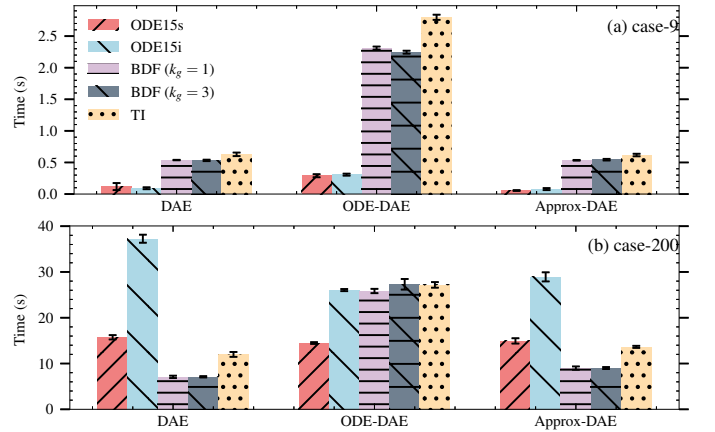 (a) case-9
ODE15s
ODE15i
BDF (k_g = 1)
BDF (k_g = 3)
TI
Time (s)
2.5
2.0
1.5
1.0
0.5
0.0
DAE
ODE-DAE
Approx-DAE
(b) case-200
Time (s)
40
30
20
10
0
DAE
ODE-DAE
Approx-DAE